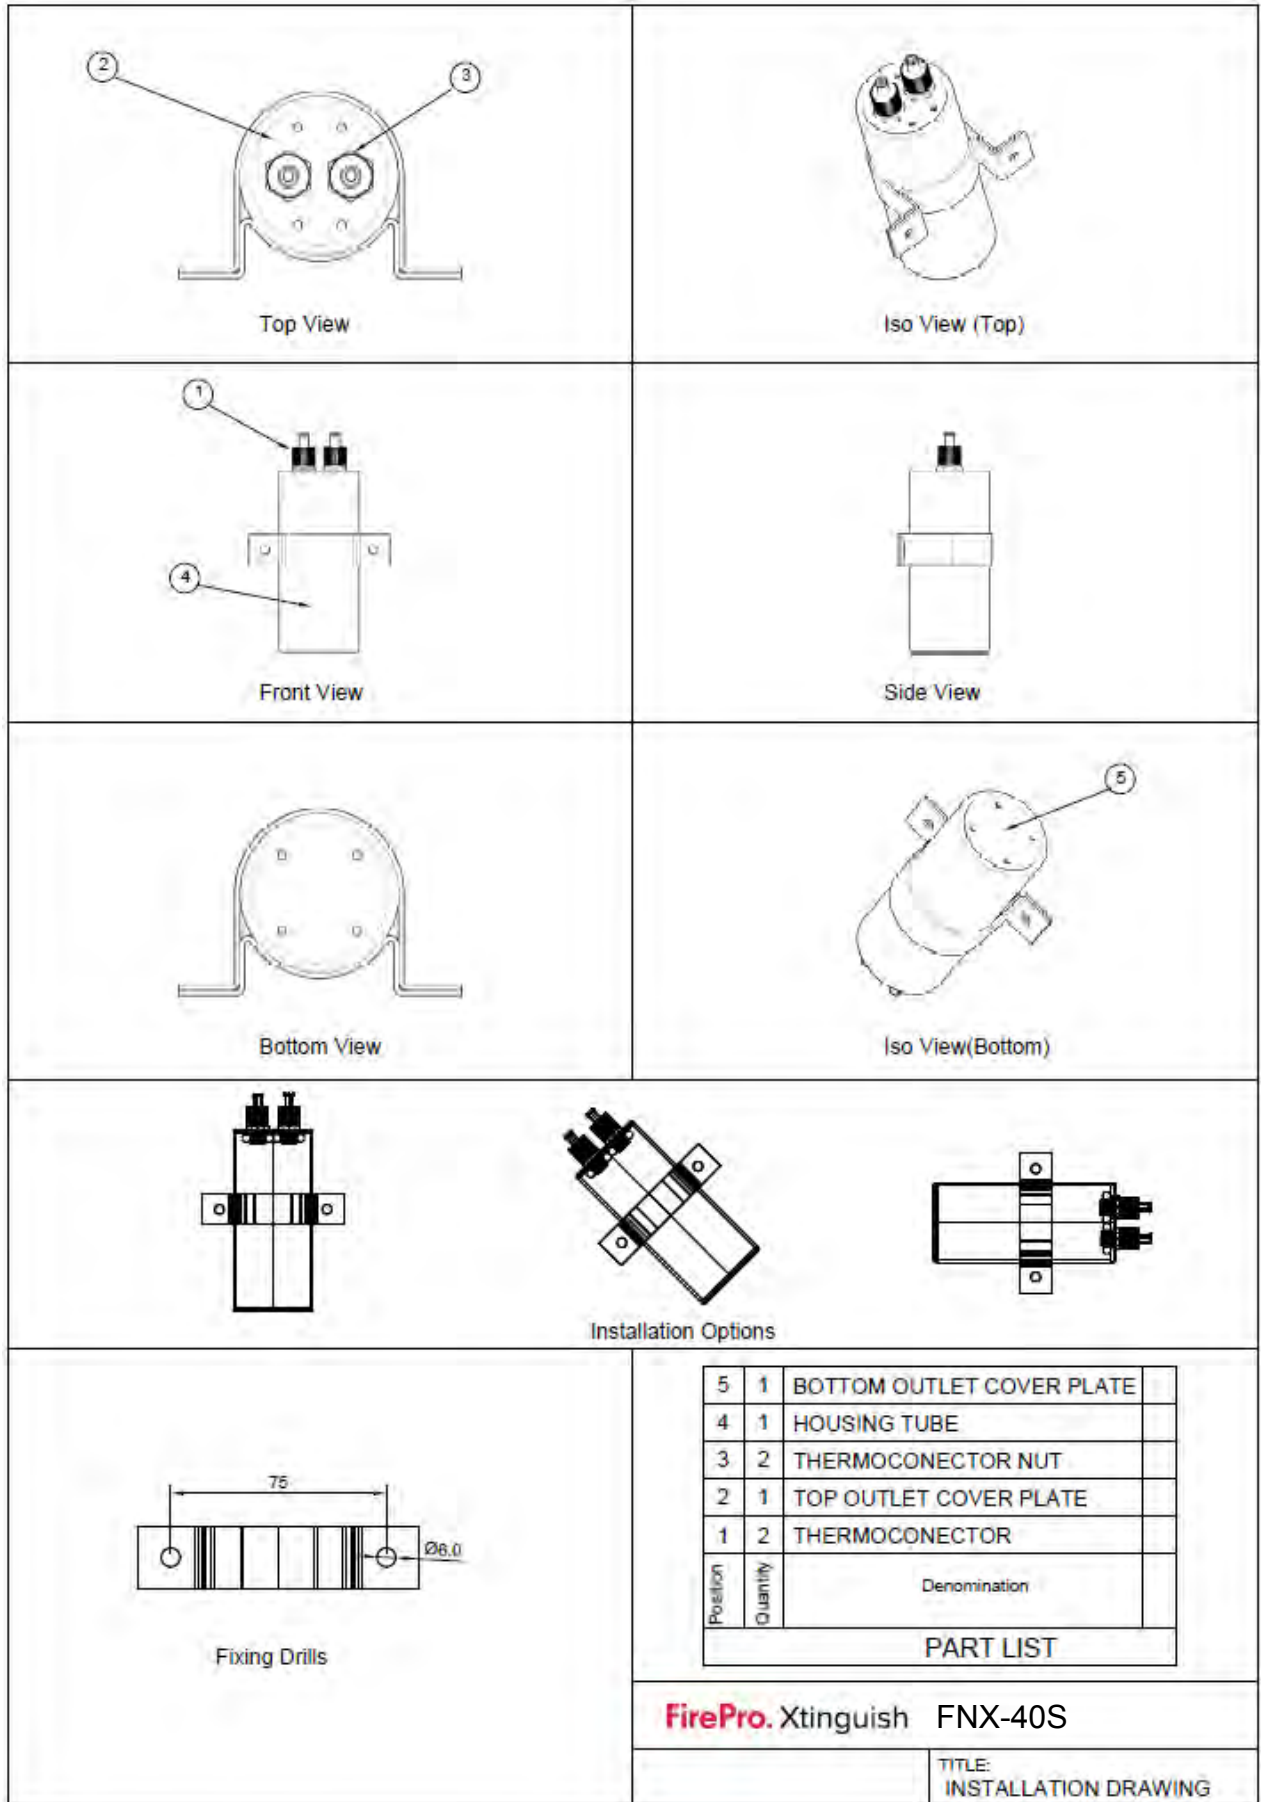 2
3
Top View
Iso View (Top)
1
4
Front View
Side View
5
Bottom View
Iso View(Bottom)
Installation Options
75
Ø6.0
Fixing Drills
5 1 BOTTOM OUTLET COVER PLATE
4 1 HOUSING TUBE
3 2 THERMOCONECTOR NUT
2 1 TOP OUTLET COVER PLATE
1 2 THERMOCONECTOR
Position Quantity Denomination
PART LIST
FirePro. Xtinguish FNX-40S
TITLE:
INSTALLATION DRAWING